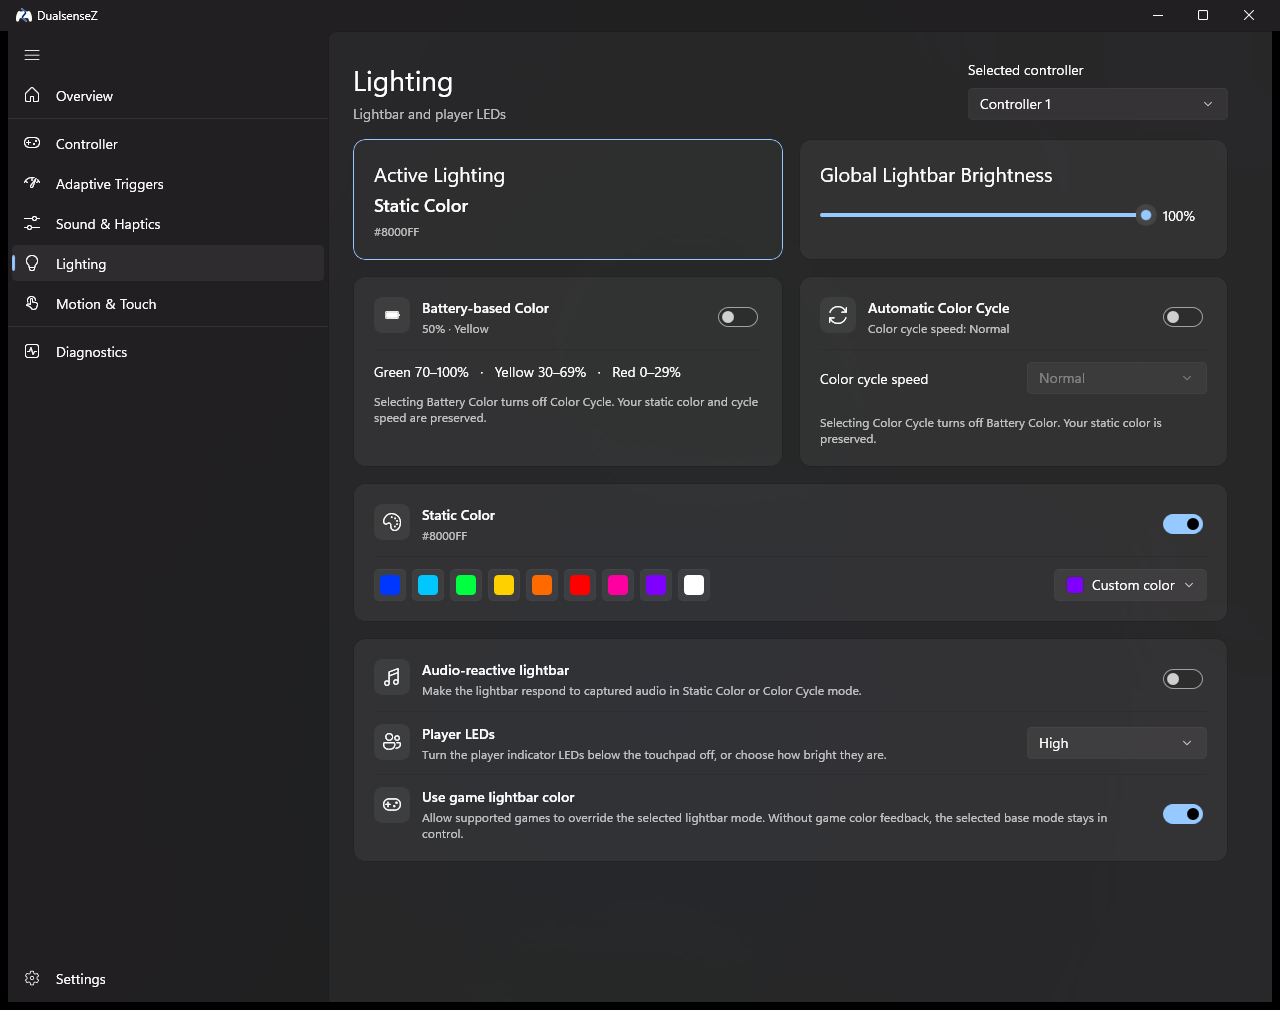 DualsenseZ
Overview
Controller
Adaptive Triggers
Sound & Haptics
Lighting
Motion & Touch
Diagnostics
Settings
Lighting
Lightbar and player LEDs
Selected controller
Controller 1
Active Lighting
Static Color
#8000FF
Global Lightbar Brightness
100%
Battery-based Color
50% · Yellow
Green 70–100% · Yellow 30–69% · Red 0–29%
Selecting Battery Color turns off Color Cycle. Your static color and cycle
speed are preserved.
Automatic Color Cycle
Color cycle speed: Normal
Color cycle speed
Normal
Selecting Color Cycle turns off Battery Color. Your static color is
preserved.
Static Color
#8000FF
Custom color
Audio-reactive lightbar
Make the lightbar respond to captured audio in Static Color or Color Cycle mode.
Player LEDs
Turn the player indicator LEDs below the touchpad off, or choose how bright they are.
High
Use game lightbar color
Allow supported games to override the selected lightbar mode. Without game color feedback, the selected base mode stays in
control.